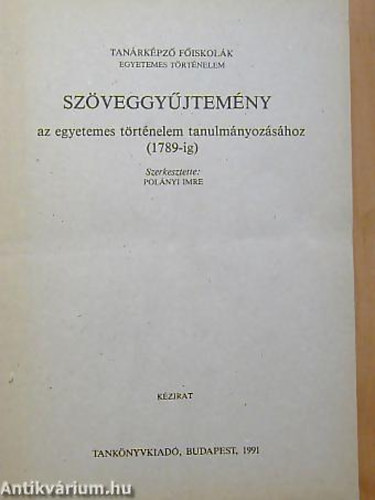 TANÁRKÉPZŐ FŐISKOLÁK
EGYETEMES TÖRTÉNELEM
SZÖVEGGYŰJTEMÉNY
az egyetemes történelem tanulmányozásához
(1789-ig)
Szerkesztette:
POLÁNYI IMRE
KÉZIRAT
TANKÖNYVKIADÓ, BUDAPEST, 1991
Antikvárium.hu